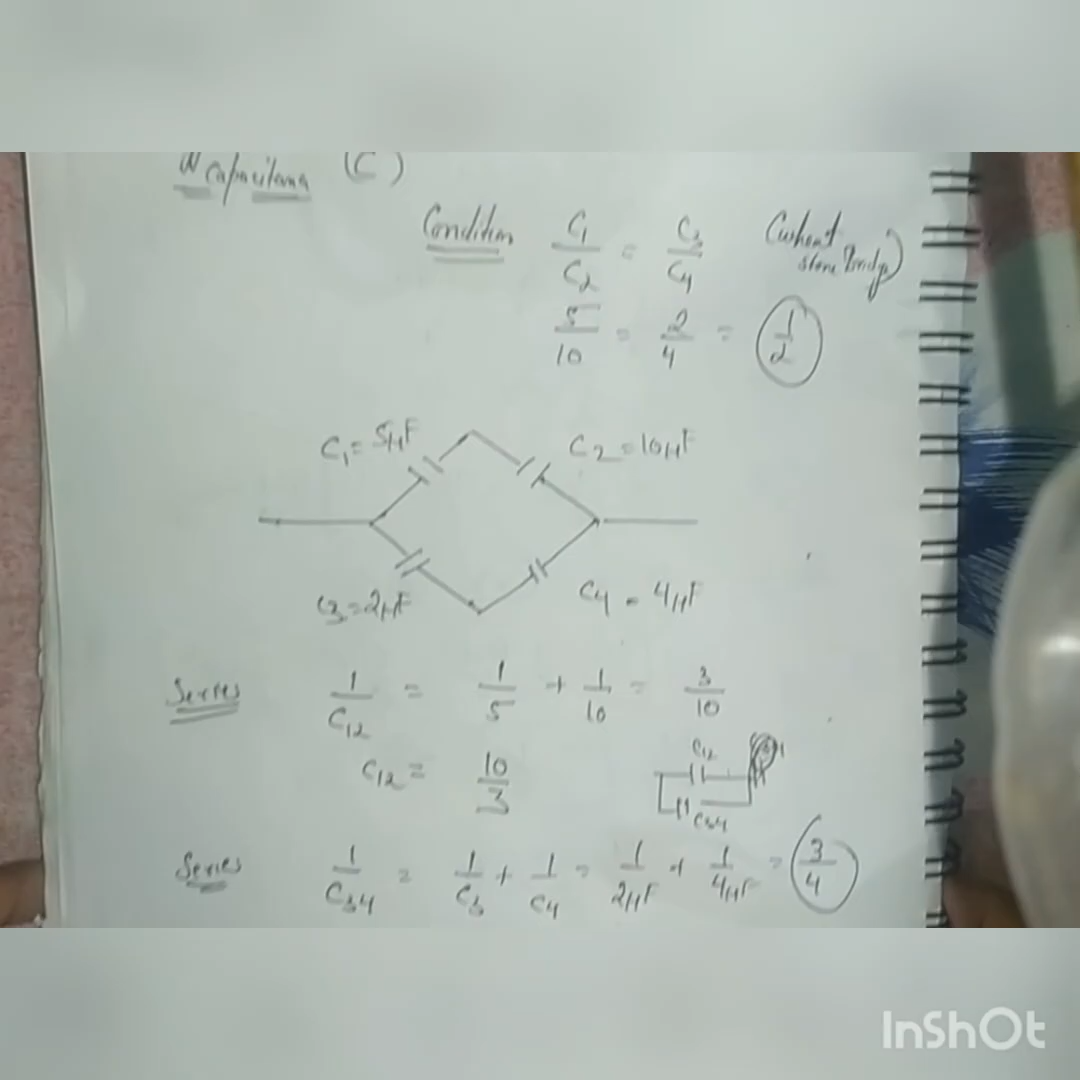 Capacitance (C)
Condition C1/C2 = C3/C4 (wheat stone Bridge)
5/10 = 2/4 = 1/2
C1 = 5μF C2 = 10μF
C3 = 2μF C4 = 4μF
Series 1/C12 = 1/5 + 1/10 = 3/10
C12 = 10/3
C12
C34
Series 1/C34 = 1/C3 + 1/C4 = 1/2μF + 1/4μF = 3/4
InShOt